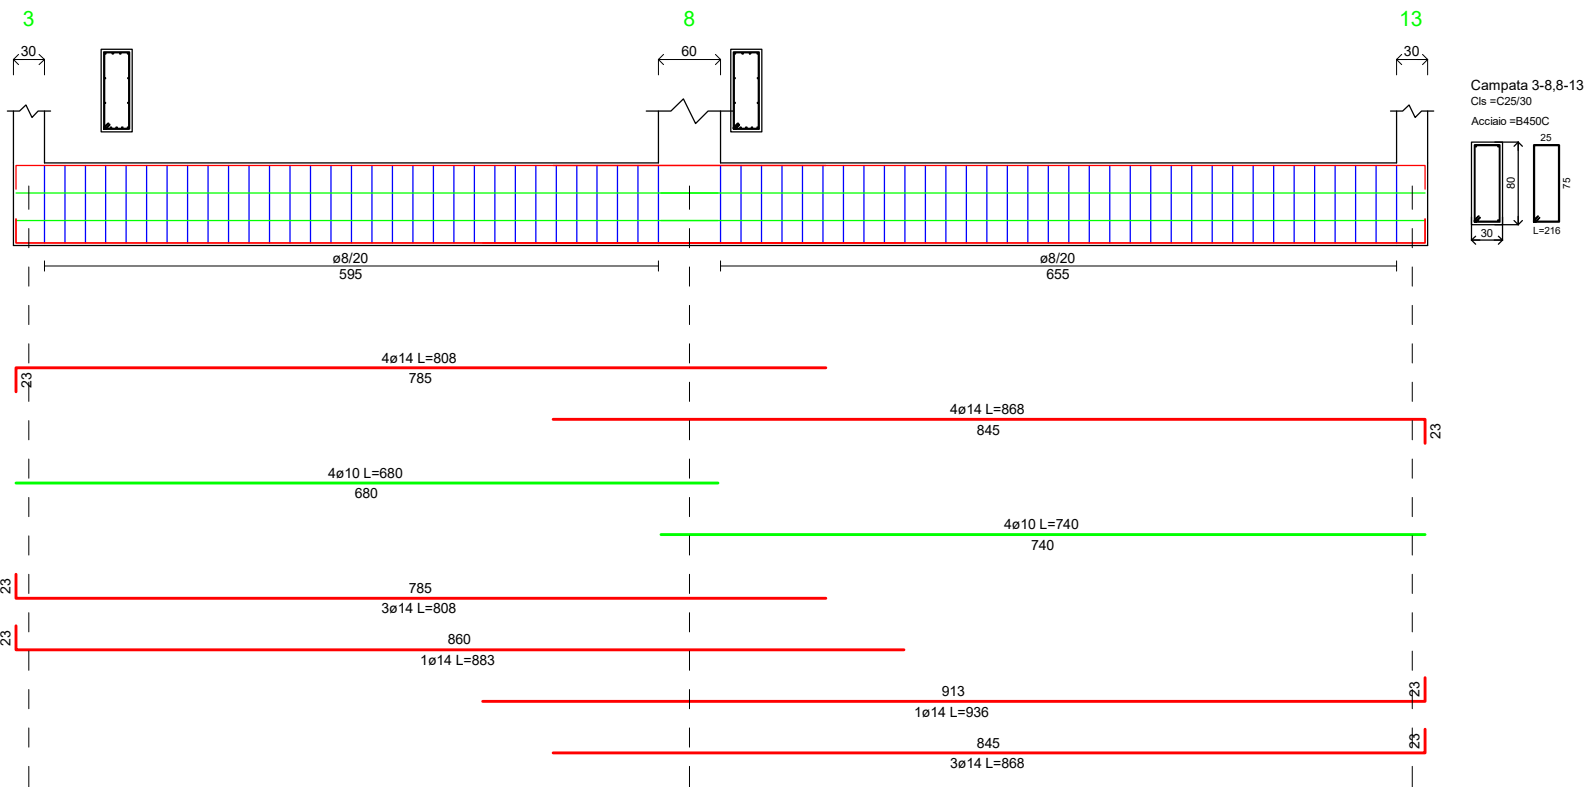 3
8
13
30
60
30
Campata 3-8,8-13
Cls =C25/30
Acciaio =B450C
25
80
75
30
L=216
ø8/20
595
ø8/20
655
4ø14 L=808
785
23
4ø14 L=868
845
23
4ø10 L=680
680
4ø10 L=740
740
23
785
3ø14 L=808
23
860
1ø14 L=883
913
23
1ø14 L=936
845
23
3ø14 L=868